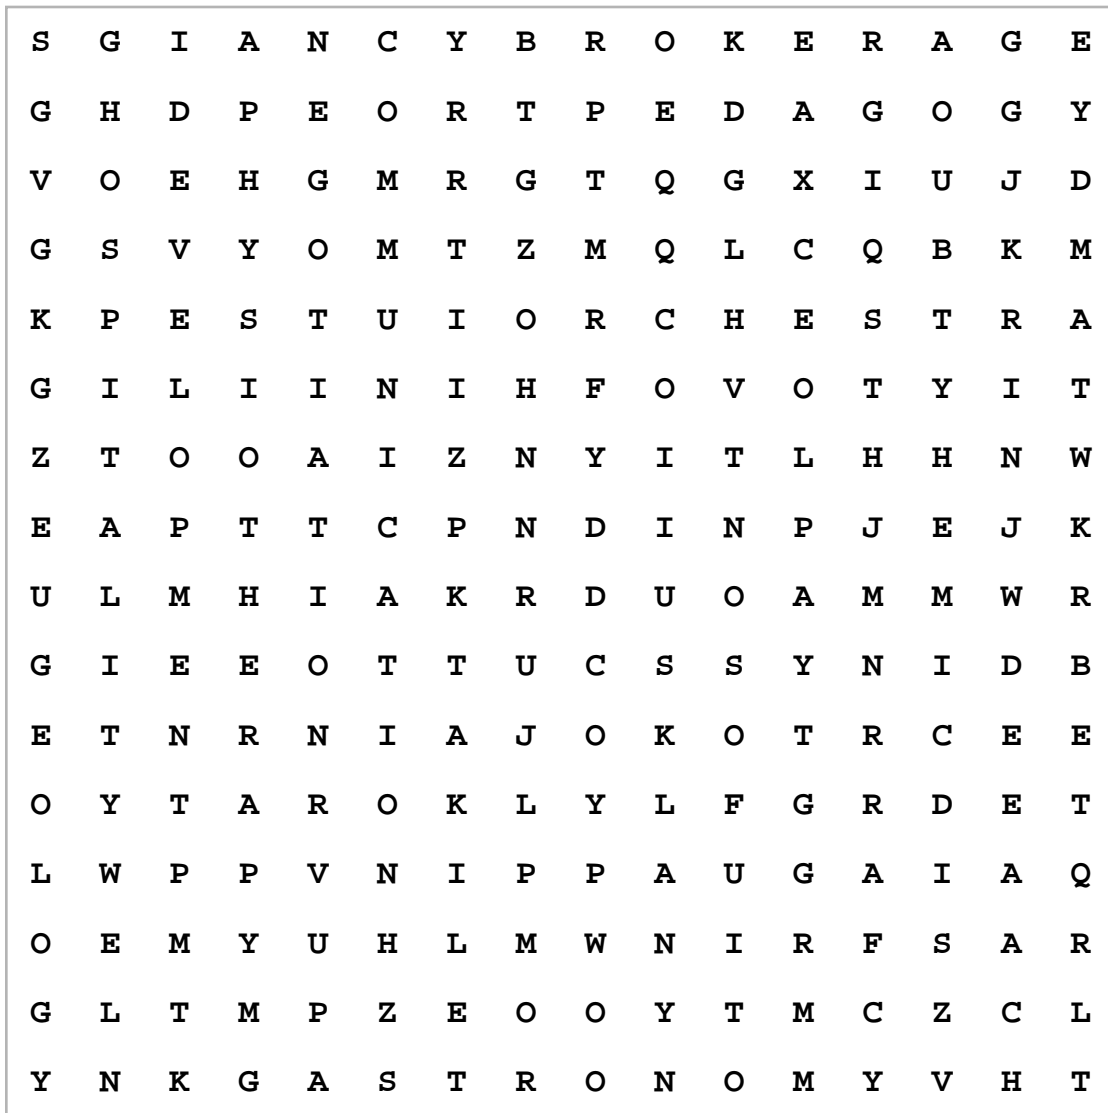 S G I A N C Y B R O K E R A G E
G H D P E O R T P E D A G O G Y
V O E H G M R G T Q G X I U J D
G S V Y O M T Z M Q L C Q B K M
K P E S T U I O R C H E S T R A
G I L I I N I H F O V O T Y I T
Z T O O A I Z N Y I T L H H N W
E A P T T C P N D I N P J E J K
U L M H I A K R D U O A M M W R
G I E E O T T U C S S Y N I D B
E T N R N I A J O K O T R C E E
O Y T A R O K L Y L F G R D E T
L W P P V N I P P A U G A I A Q
O E M Y U H L M W N I R F S A R
G L T M P Z E O O Y T M C Z C L
Y N K G A S T R O N O M Y V H T